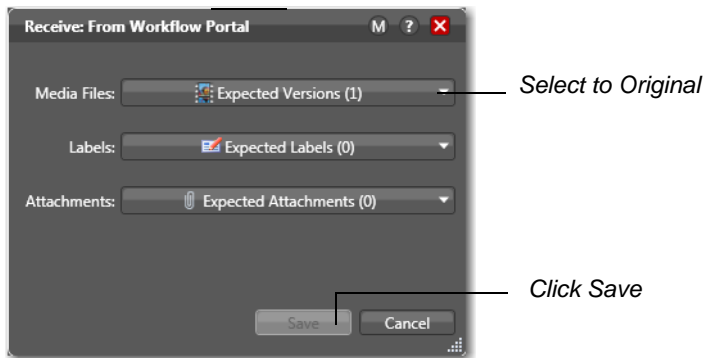 Receive: From Workflow Portal M ?
Media Files: Expected Versions (1) Select to Original
Labels: Expected Labels (0)
Attachments: Expected Attachments (0)
Click Save
Save Cancel